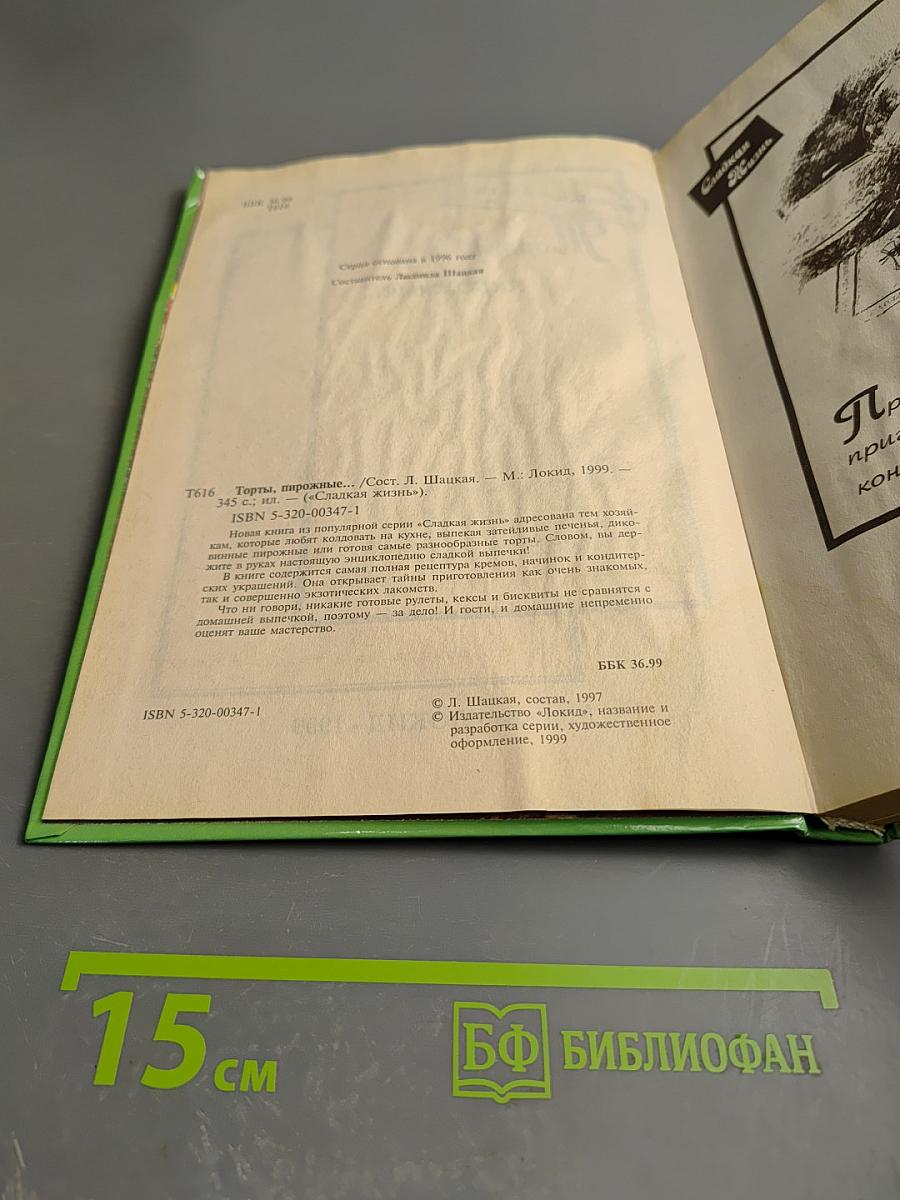 ББК 36.99
Т616
Серия основана в 1996 году
Составитель Людмила Шацкая
Т616 Торты, пирожные... /Сост. Л. Шацкая. — М.: Локид, 1999. —
345 с.; ил. — («Сладкая жизнь»).
ISBN 5-320-00347-1
Новая книга из популярной серии «Сладкая жизнь» адресована тем хозяй-
кам, которые любят колдовать на кухне, выпекая затейливые печенья, дико-
винные пирожные или готовя самые разнообразные торты. Словом, вы дер-
жите в руках настоящую энциклопедию сладкой выпечки!
В книге содержится самая полная рецептура кремов, начинок и кондитер-
ских украшений. Она открывает тайны приготовления как очень знакомых,
так и совершенно экзотических лакомств.
Что ни говори, никакие готовые рулеты, кексы и бисквиты не сравнятся с
домашней выпечкой, поэтому — за дело! И гости, и домашние непременно
оценят ваше мастерство.
ББК 36.99
ISBN 5-320-00347-1
© Л. Шацкая, состав, 1997
© Издательство «Локид», название и
разработка серии, художественное
оформление, 1999
Сладкая
Жизнь
Пр
приг
кон
15 см
БФ БИБЛИОФАН